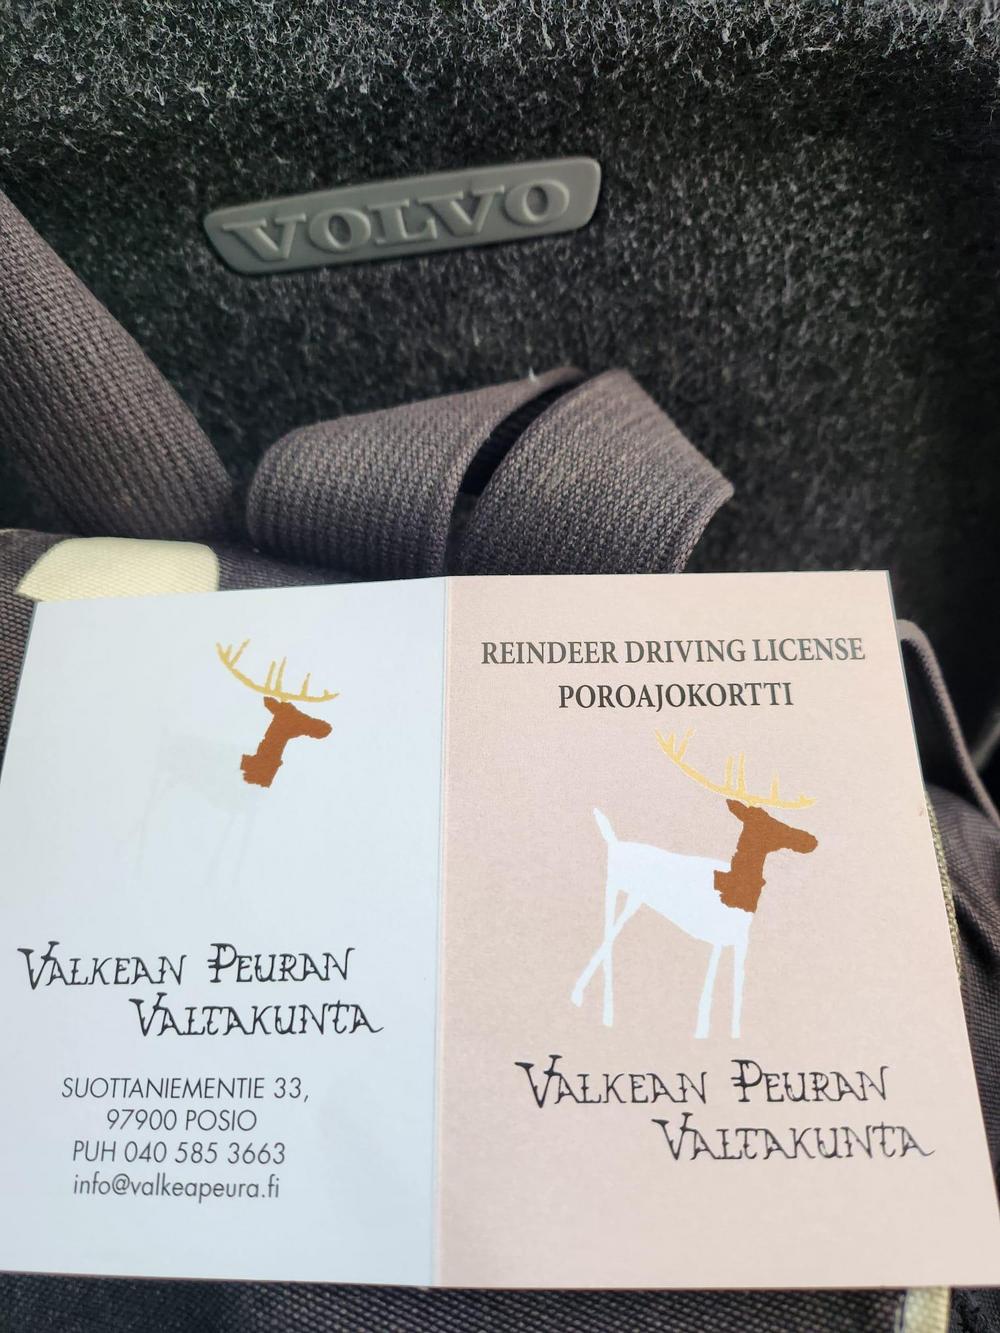 VOLVO
VALKEAN PEURAN
VALTAKUNTA
SUOTTANIEMENTIE 33,
97900 POSIO
PUH 040 585 3663
info@valkeapeura.fi
REINDEER DRIVING LICENSE
POROAJOKORTTI
VALKEAN PEURAN
VALTAKUNTA